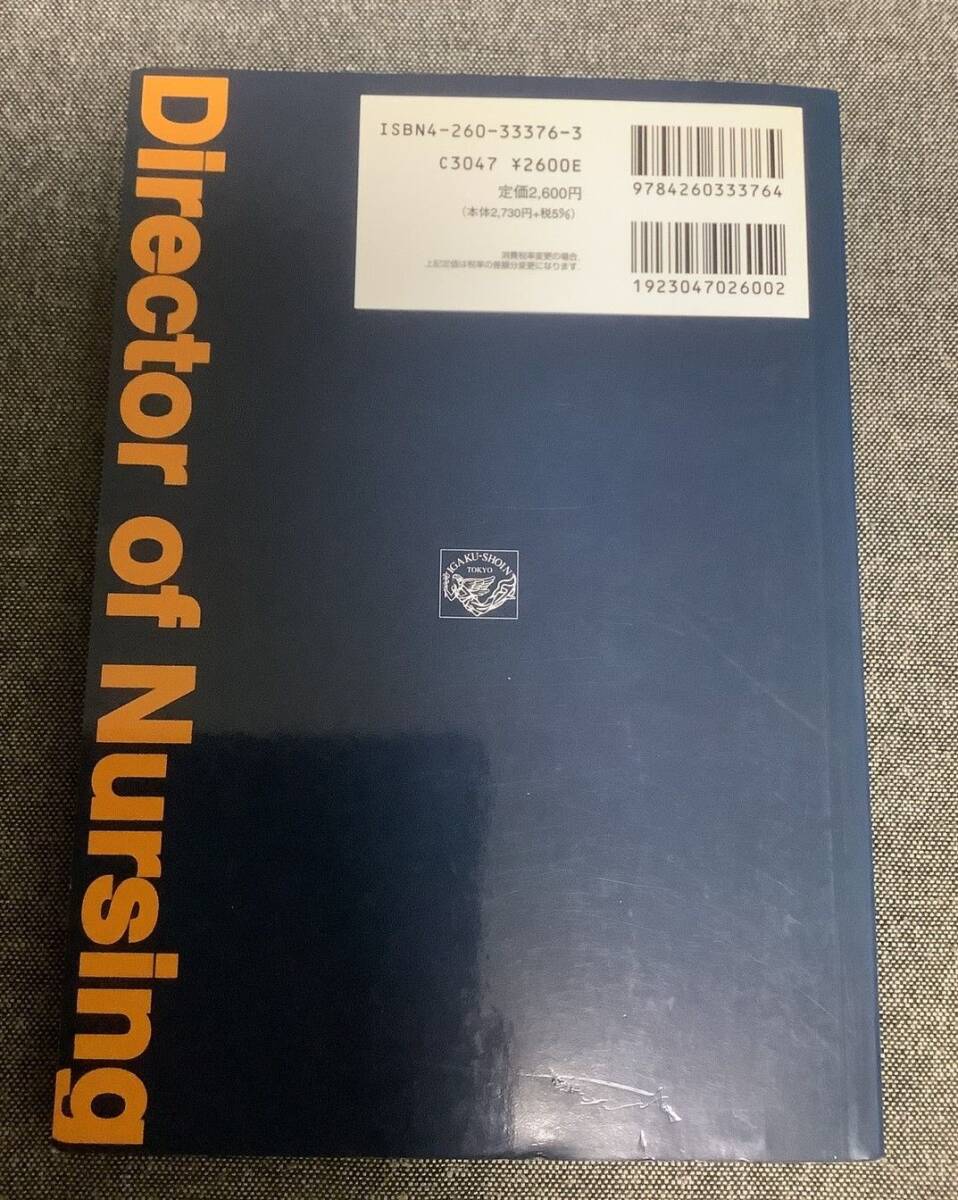 Director of Nursing
ISBN4-260-33376-3
C3047 ¥2600E
定価2,600円
(本体2,730円+税5%)
消費税率変更の場合、
上記定価は税率の差額分変更になります.
9784260333764
1923047026002
IGAKU-SHOIN
TOKYO